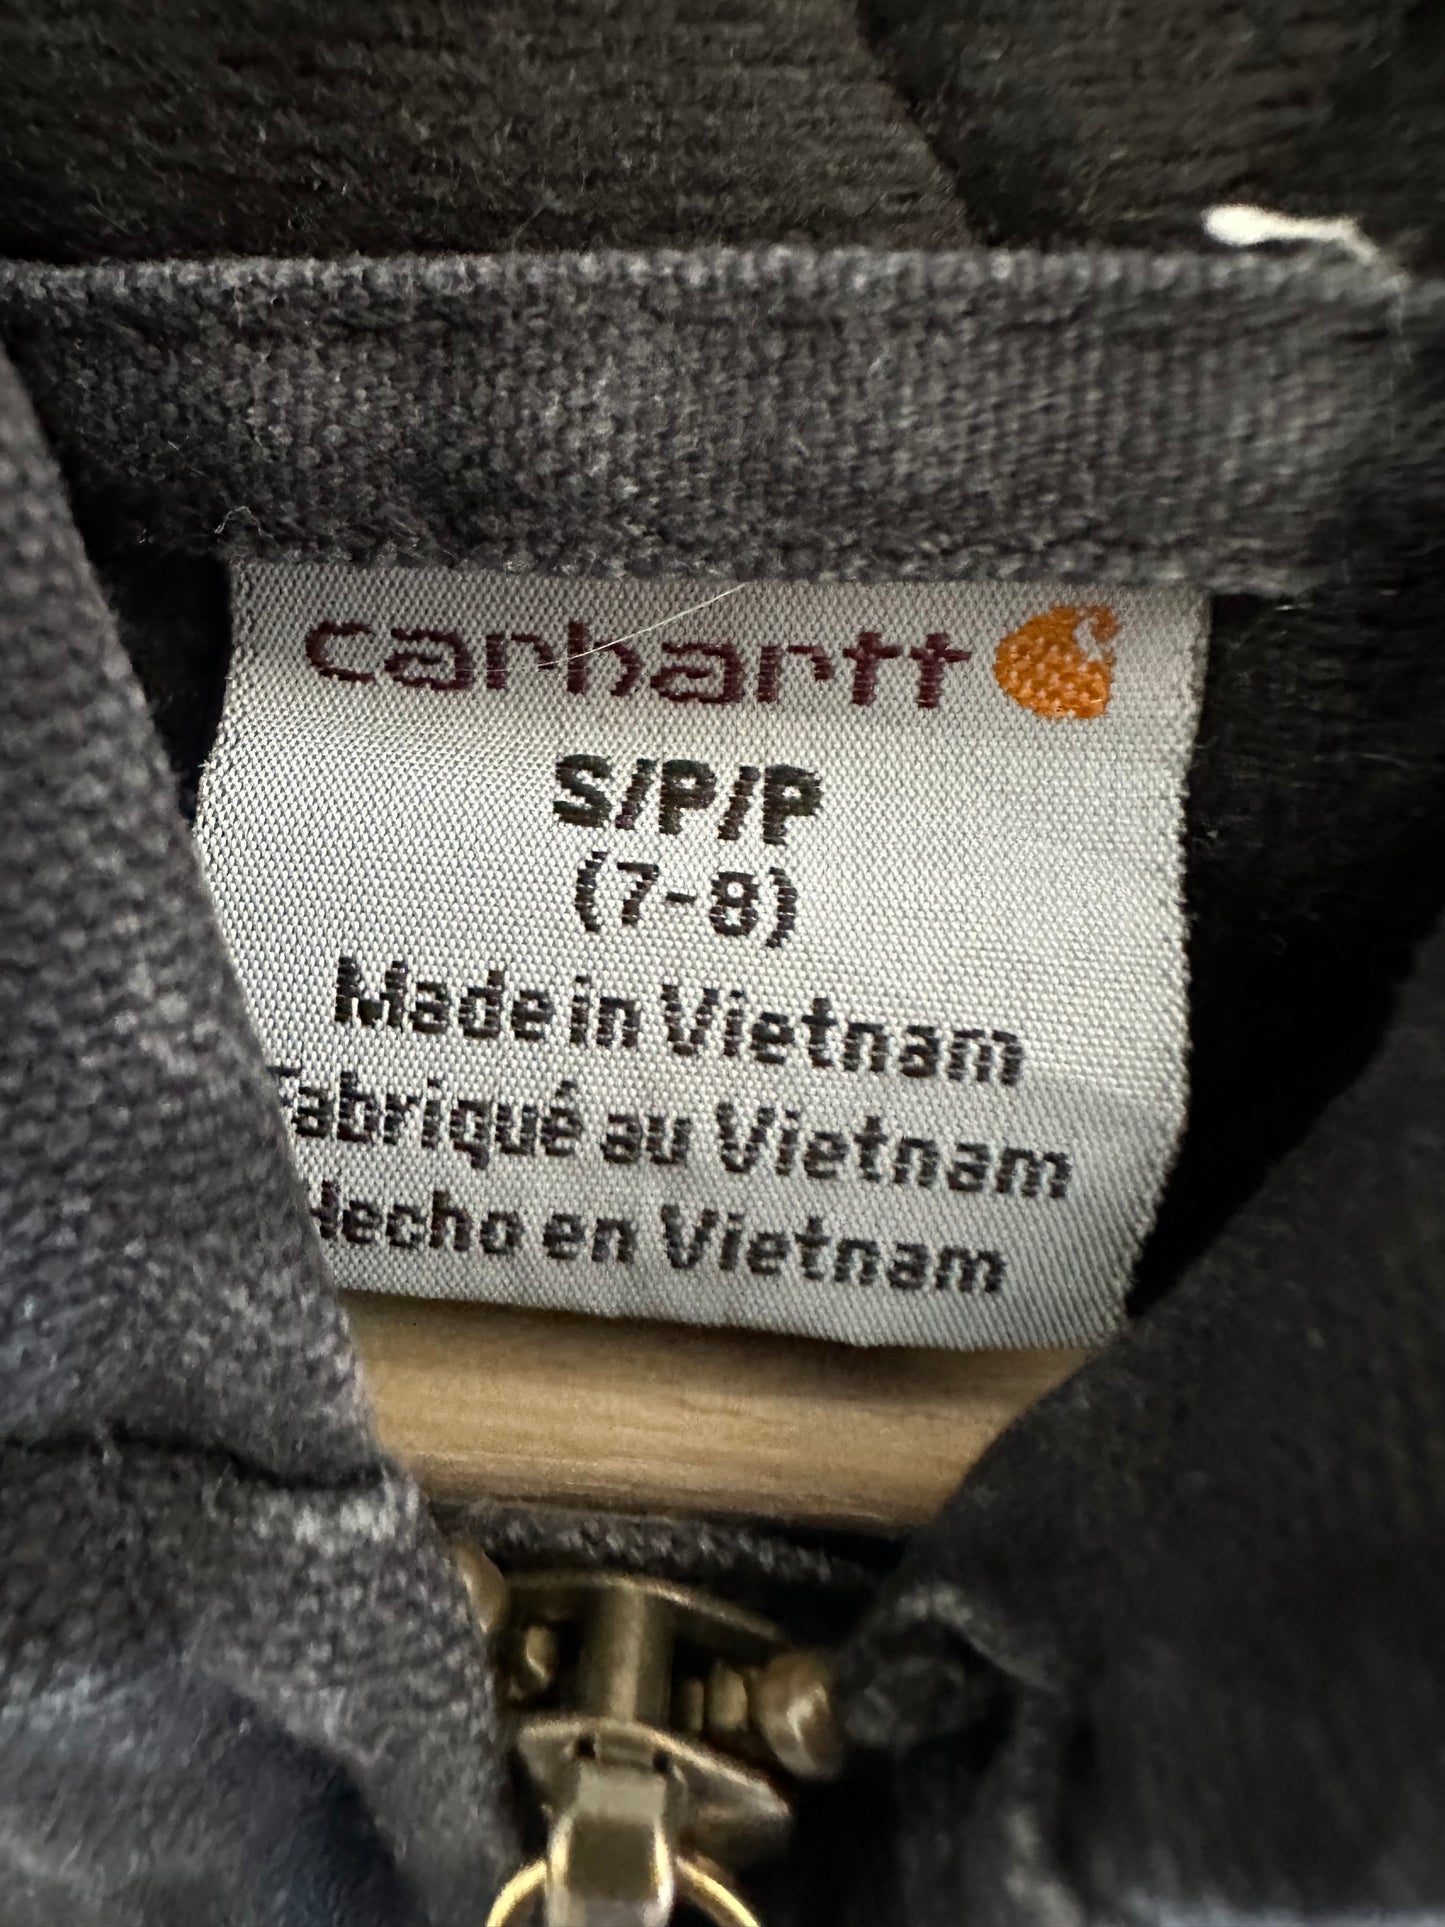 carhartt
S/P/P
(7-8)
Made in Vietnam
Fabriqué au Vietnam
Hecho en Vietnam